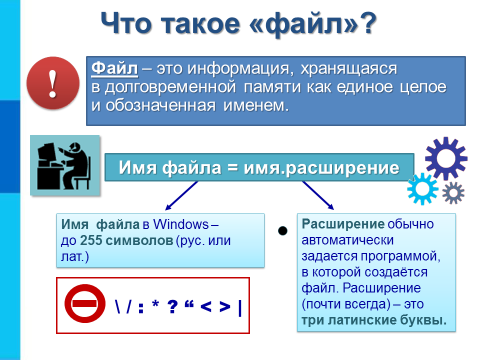 Что такое «файл»?
!
Файл – это информация, хранящаяся
в долговременной памяти как единое целое
и обозначенная именем.
Имя файла = имя.расширение
Имя файла в Windows –
до 255 символов (рус. или
лат.)
\ / : * ? “ < > |
• Расширение обычно
автоматически
задается программой,
в которой создаётся
файл. Расширение
(почти всегда) – это
три латинские буквы.